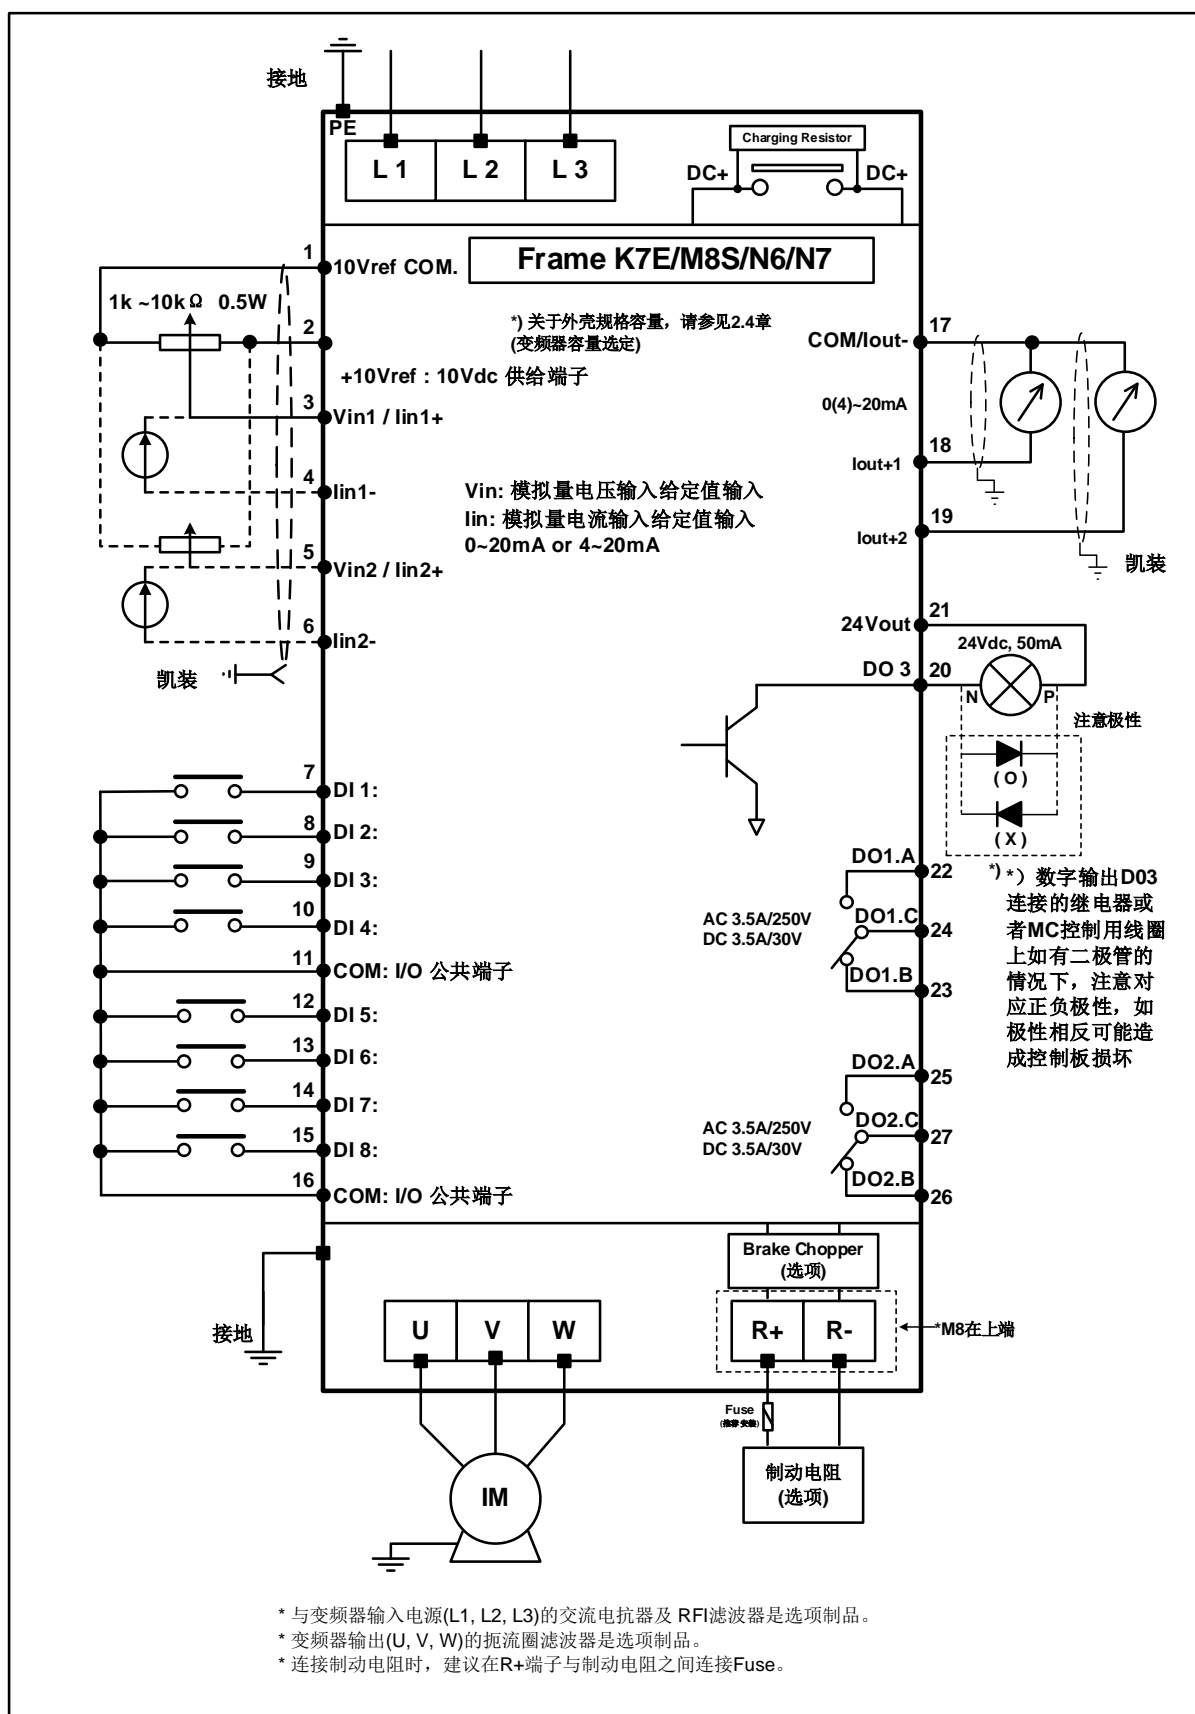 接地
PE
L 1
L 2
L 3
Charging Resistor
DC+
DC+
Frame K7E/M8S/N6/N7
*) 关于外壳规格容量，请参见2.4章
(变频器容量选定)
1
10Vref COM.
1k ~10kΩ 0.5W
2
+10Vref : 10Vdc 供给端子
3
Vin1 / Iin1+
4
Iin1-
Vin: 模拟量电压输入给定值输入
Iin: 模拟量电流输入给定值输入
0~20mA or 4~20mA
5
Vin2 / Iin2+
6
Iin2-
凯装
COM/Iout-
17
0(4)~20mA
18
Iout+1
19
Iout+2
凯装
21
24Vout
24Vdc, 50mA
DO 3
20
N
P
注意极性
( O )
( X )
7
DI 1:
8
DI 2:
9
DI 3:
10
DI 4:
11
COM: I/O 公共端子
12
DI 5:
13
DI 6:
14
DI 7:
15
DI 8:
16
COM: I/O 公共端子
DO1.A
22
AC 3.5A/250V
DC 3.5A/30V
DO1.C
24
DO1.B
23
*) *）数字输出D03
连接的继电器或
者MC控制用线圈
上如有二极管的
情况下，注意对
应正负极性，如
极性相反可能造
成控制板损坏
DO2.A
25
AC 3.5A/250V
DC 3.5A/30V
DO2.C
27
DO2.B
26
接地
Brake Chopper
(选项)
U
V
W
R+
R-
*M8在上端
Fuse
(推荐安装)
制动电阻
(选项)
IM
* 与变频器输入电源(L1, L2, L3)的交流电抗器及 RFI滤波器是选项制品。
* 变频器输出(U, V, W)的扼流圈滤波器是选项制品。
* 连接制动电阻时，建议在R+端子与制动电阻之间连接Fuse。